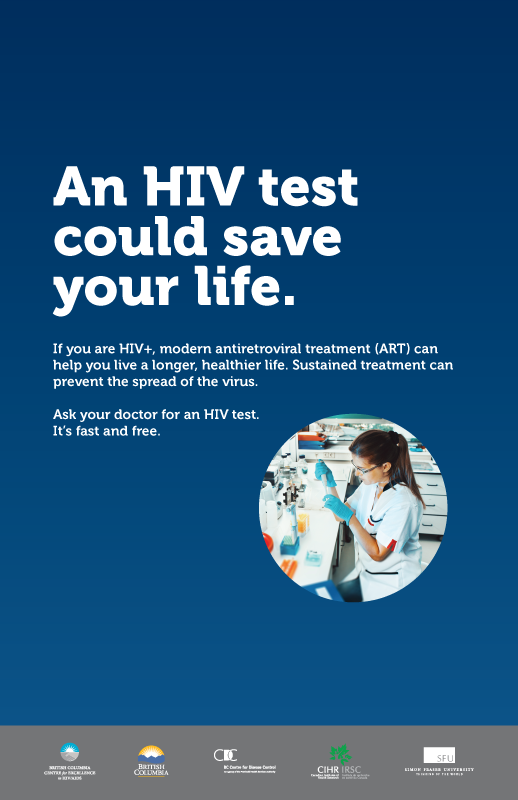 An HIV test
could save
your life.
If you are HIV+, modern antiretroviral treatment (ART) can
help you live a longer, healthier life. Sustained treatment can
prevent the spread of the virus.
Ask your doctor for an HIV test.
It's fast and free.
BRITISH COLUMBIA
CENTRE for EXCELLENCE
in HIV/AIDS
BRITISH
COLUMBIA
CDC
BC Centre for Disease Control
CIHR IRSC
SFU
SIMON FRASER UNIVERSITY
THINKING OF THE WORLD